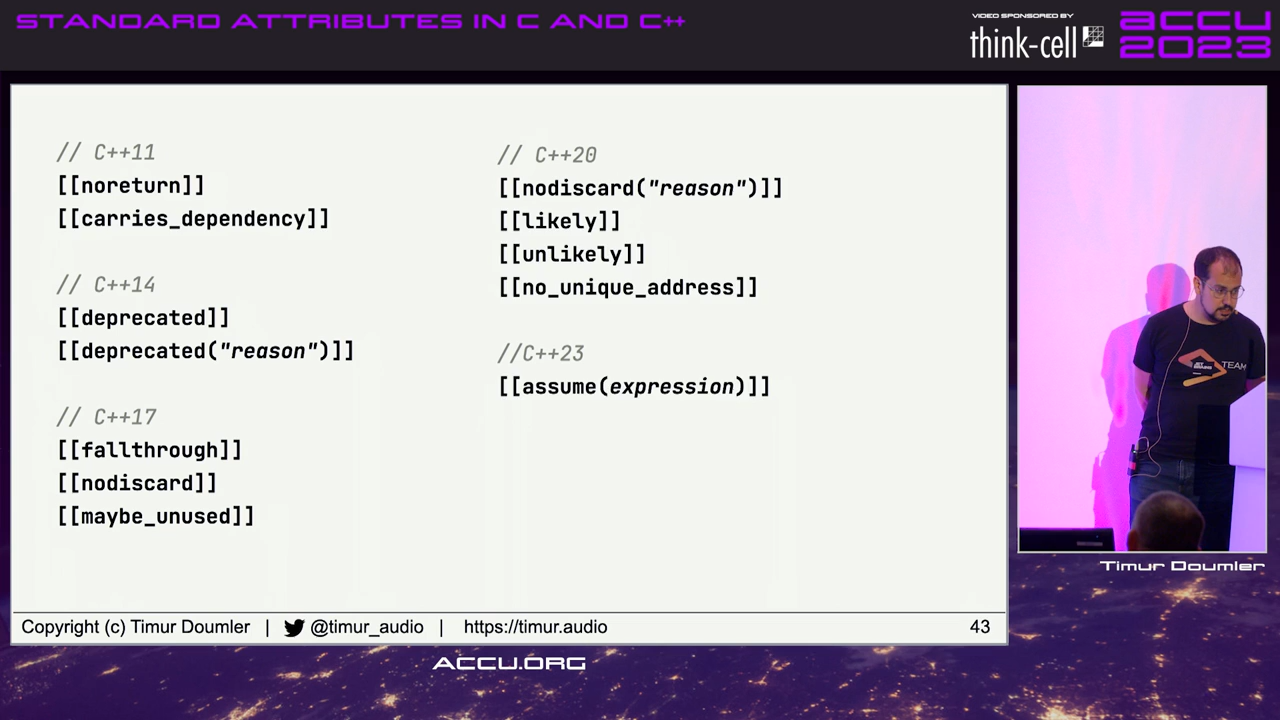 STANDARD ATTRIBUTES IN C AND C++
VIDEO SPONSORED BY
think-cell
ACCU
2023
// C++11
[[noreturn]]
[[carries_dependency]]
// C++14
[[deprecated]]
[[deprecated("reason")]]
// C++17
[[fallthrough]]
[[nodiscard]]
[[maybe_unused]]
// C++20
[[nodiscard("reason")]]
[[likely]]
[[unlikely]]
[[no_unique_address]]
//C++23
[[assume(expression)]]
TEAM
Timur Doumler
Copyright (c) Timur Doumler | @timur_audio | https://timur.audio 43
ACCU.ORG